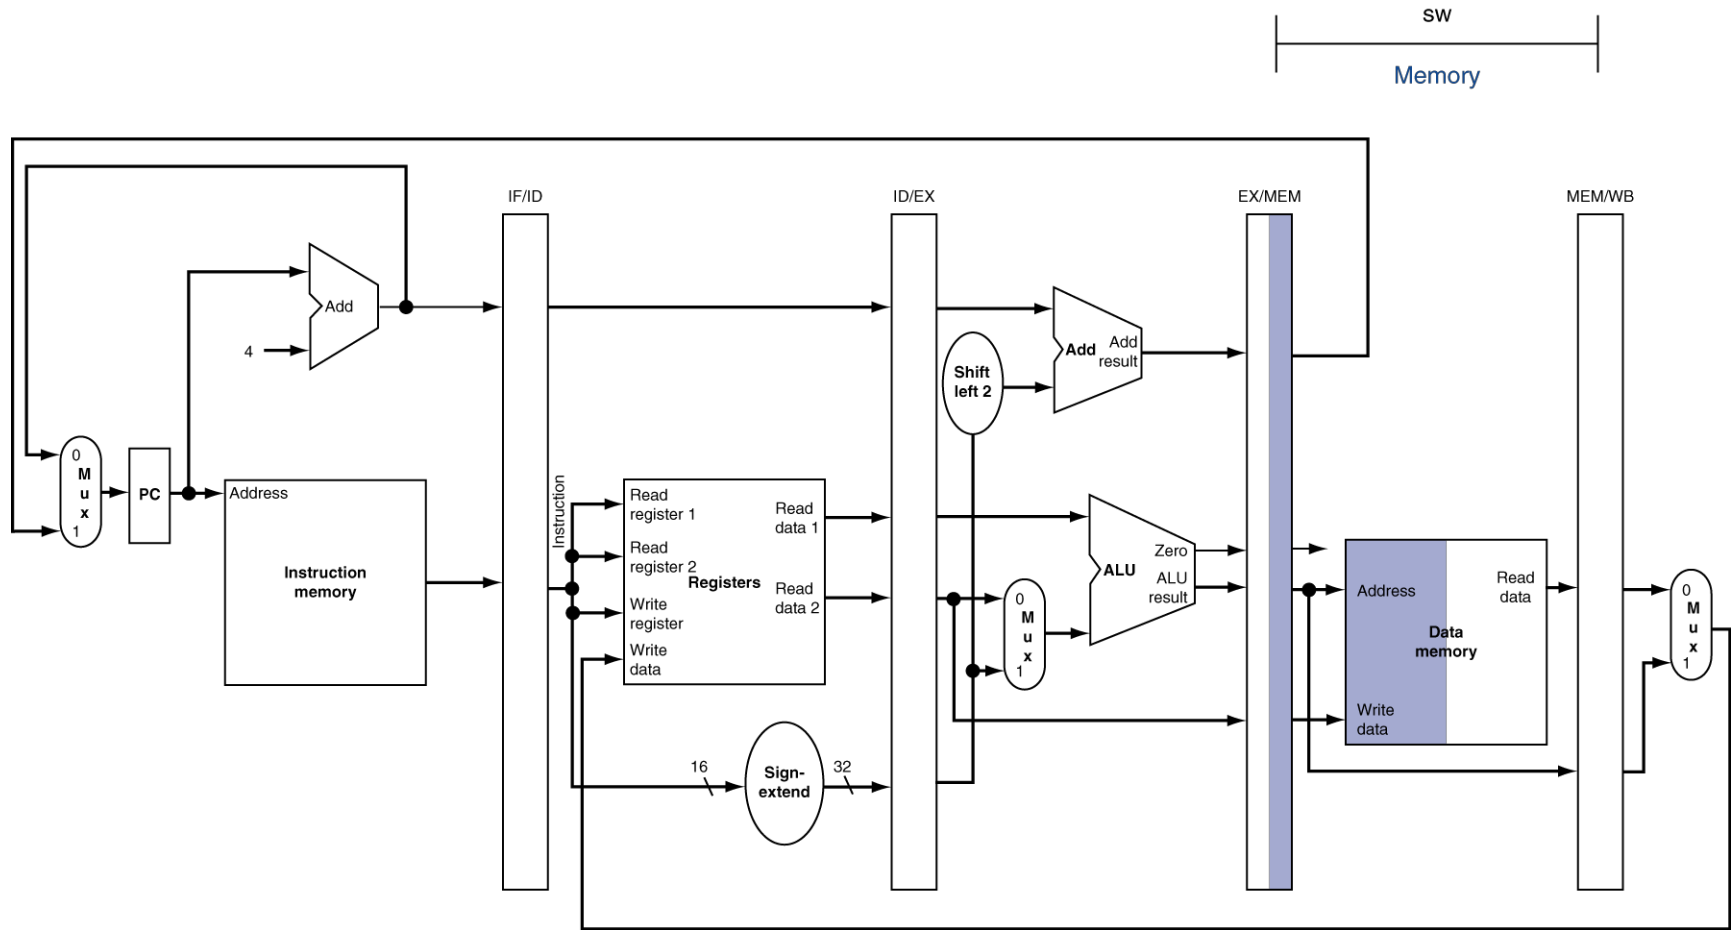 SW
Memory
IF/ID
ID/EX
EX/MEM
MEM/WB
Add
4
Add
Add
result
Shift
left 2
0
M
u
x
1
PC
Address
Instruction
memory
Instruction
Read
register 1
Read
register 2
Write
register
Write
data
Registers
Read
data 1
Read
data 2
16
Sign-
extend
32
0
M
u
x
1
Zero
ALU
ALU
result
Address
Read
data
Data
memory
Write
data
0
M
u
x
1